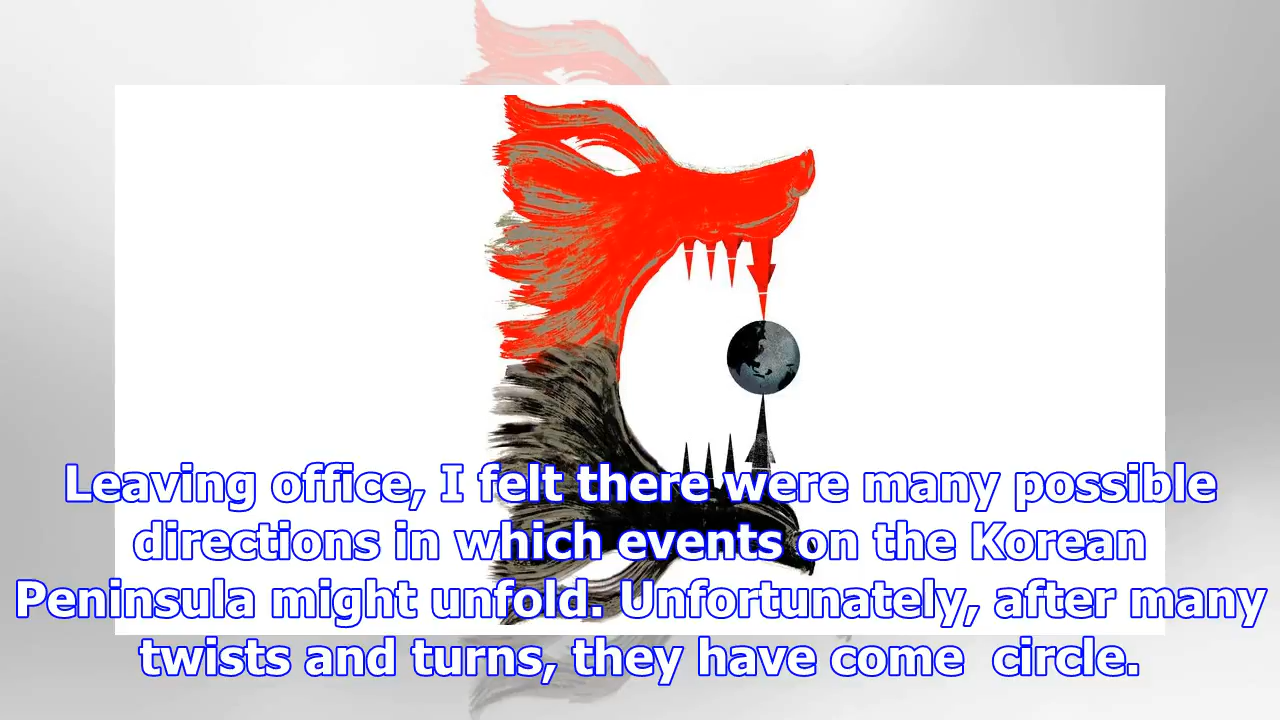 Leaving office, I felt there were many possible
directions in which events on the Korean
Peninsula might unfold. Unfortunately, after many
twists and turns, they have come  circle.